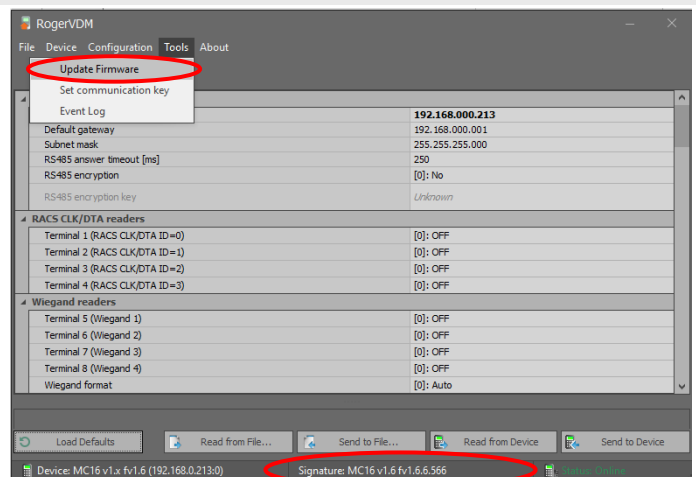 RogerVDM
File Device Configuration Tools About
Update Firmware
Set communication key
Event Log
192.168.000.213
Default gateway 192.168.000.001
Subnet mask 255.255.255.000
RS485 answer timeout [ms] 250
RS485 encryption [0]: No
RS485 encryption key Unknown
RACS CLK/DTA readers
Terminal 1 (RACS CLK/DTA ID=0) [0]: OFF
Terminal 2 (RACS CLK/DTA ID=1) [0]: OFF
Terminal 3 (RACS CLK/DTA ID=2) [0]: OFF
Terminal 4 (RACS CLK/DTA ID=3) [0]: OFF
Wiegand readers
Terminal 5 (Wiegand 1) [0]: OFF
Terminal 6 (Wiegand 2) [0]: OFF
Terminal 7 (Wiegand 3) [0]: OFF
Terminal 8 (Wiegand 4) [0]: OFF
Wiegand format [0]: Auto
Load Defaults Read from File... Send to File... Read from Device Send to Device
Device: MC16 v1.x fv1.6 (192.168.0.213:0) Signature: MC16 v1.6 fv1.6.6.566 Status: Online